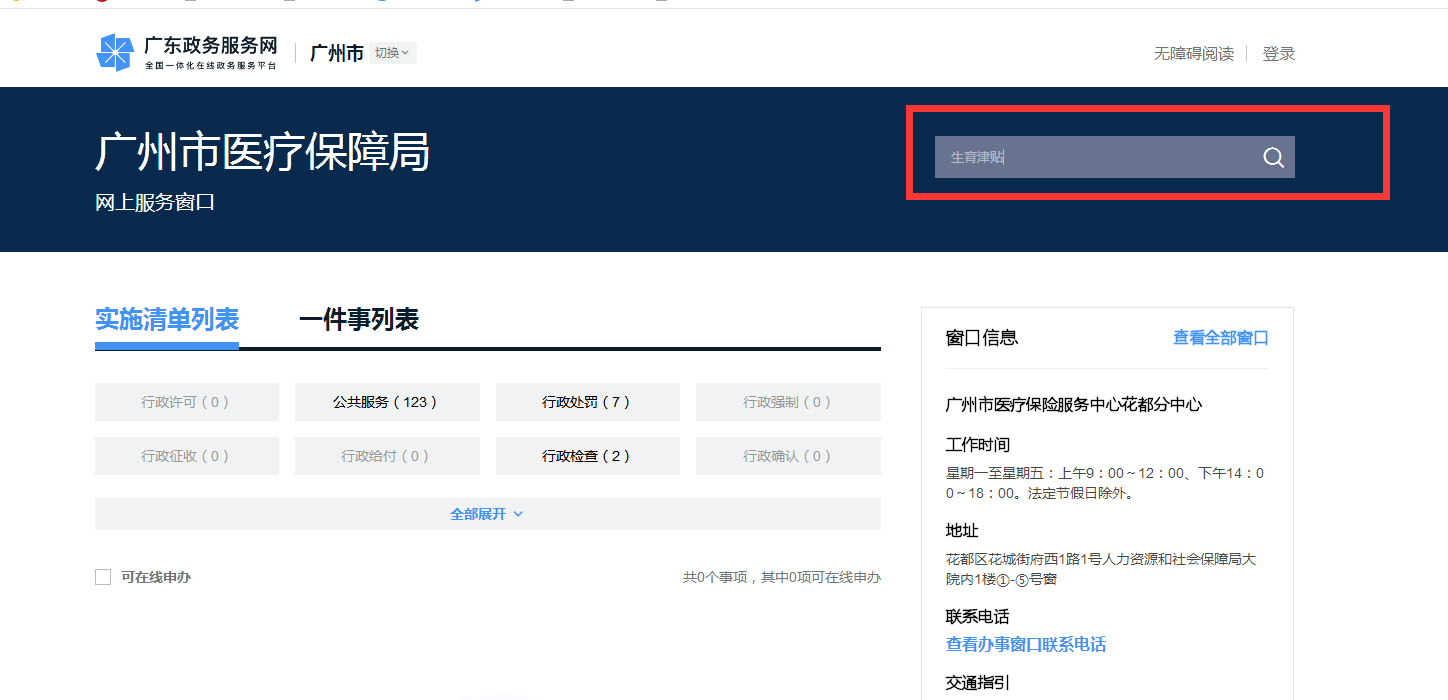 广东政务服务网
全国一体化在线政务服务平台
广州市 切换
无障碍阅读 登录
广州市医疗保障局
网上服务窗口
生育津贴
实施清单列表 一件事列表
行政许可（0） 公共服务（123） 行政处罚（7） 行政强制（0）
行政征收（0） 行政给付（0） 行政检查（2） 行政确认（0）
全部展开
可在线申办 共0个事项，其中0项可在线申办
窗口信息 查看全部窗口
广州市医疗保险服务中心花都分中心
工作时间
星期一至星期五：上午9：00～12：00、下午14：0
0～18：00。法定节假日除外。
地址
花都区花城街府西1路1号人力资源和社会保障局大
院内1楼①-⑤号窗
联系电话
查看办事窗口联系电话
交通指引